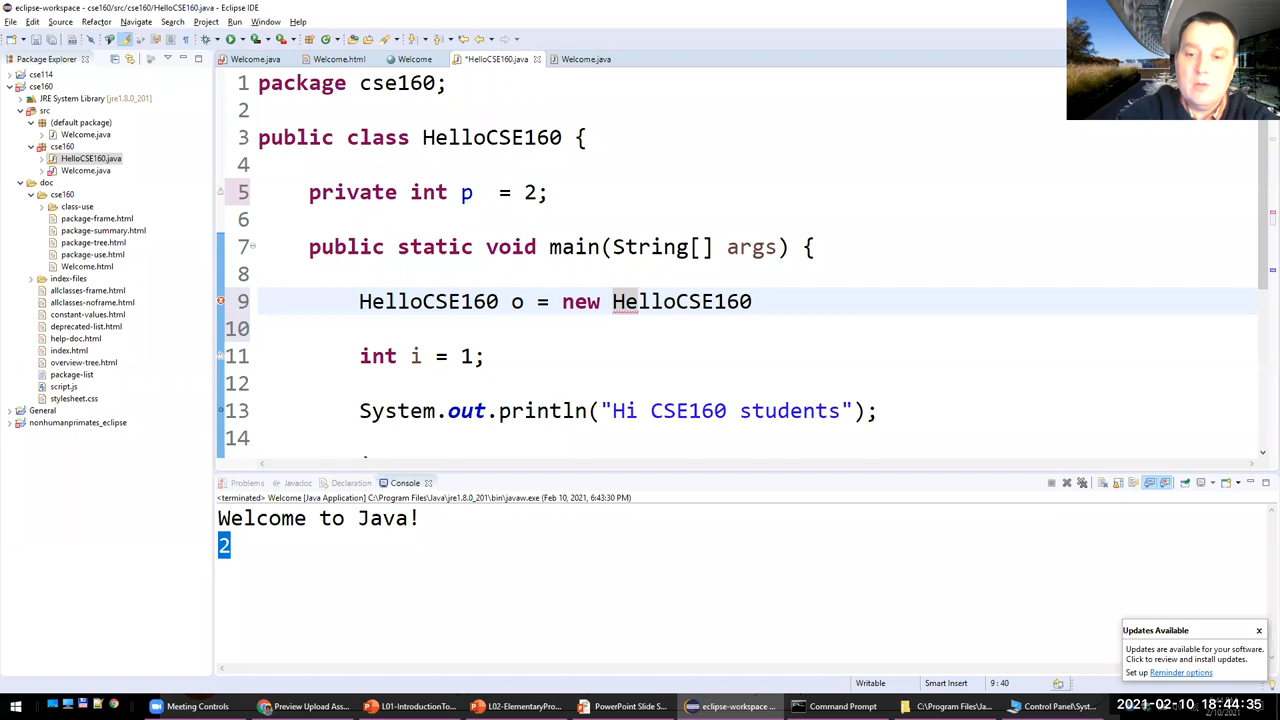 eclipse-workspace - cse160/src/cse160/HelloCSE160.java - Eclipse IDE
File Edit Source Refactor Navigate Search Project Run Window Help
Package Explorer
Welcome.java Welcome.html Welcome *HelloCSE160.java Welcome.java
cse114
cse160
JRE System Library [jre1.8.0_201]
src
(default package)
Welcome.java
cse160
HelloCSE160.java
Welcome.java
doc
cse160
class-use
package-frame.html
package-summary.html
package-tree.html
package-use.html
Welcome.html
index-files
allclasses-frame.html
allclasses-noframe.html
constant-values.html
deprecated-list.html
help-doc.html
index.html
overview-tree.html
package-list
script.js
stylesheet.css
General
nonhumanprimates_eclipse
1 package cse160;
2
3 public class HelloCSE160 {
4
5 private int p = 2;
6
7 public static void main(String[] args) {
8
9 HelloCSE160 o = new HelloCSE160
10
11 int i = 1;
12
13 System.out.println("Hi CSE160 students");
14
Problems Javadoc Declaration Console
<terminated> Welcome [Java Application] C:\Program Files\Java\jre1.8.0_201\bin\javaw.exe (Feb 10, 2021, 6:43:30 PM)
Welcome to Java!
2
Updates Available x
Updates are available for your software.
Click to review and install updates.
Set up Reminder options
Writable Smart Insert 9 : 40
Meeting Controls Preview Upload Ass... L01-IntroductionTo... L02-ElementaryPro... PowerPoint Slide S... eclipse-workspace ... Command Prompt C:\Program Files\Ja... Control Panel\Syst...
2021-02-10 18:44:35